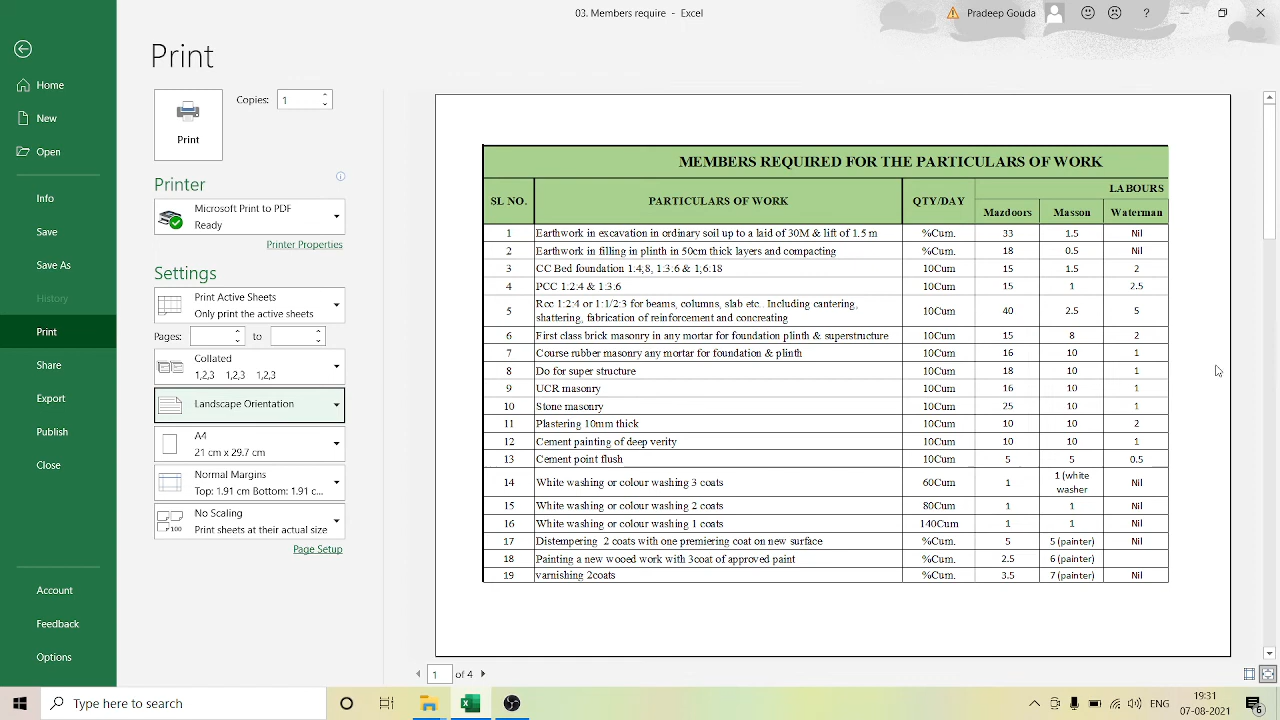 03. Members require - Excel
Pradeep Gouda
?
Print
Home
New
Open
Info
Save
Save As
History
Print
Share
Export
Publish
Close
Account
Feedback
Options
Print
Copies: 1
Printer
Microsoft Print to PDF
Ready
Printer Properties
Settings
Print Active Sheets
Only print the active sheets
Pages: to
Collated
1,2,3 1,2,3 1,2,3
Landscape Orientation
A4
21 cm x 29.7 cm
Normal Margins
Top: 1.91 cm Bottom: 1.91 c...
No Scaling
Print sheets at their actual size
100
Page Setup
MEMBERS REQUIRED FOR THE PARTICULARS OF WORK
SL NO. PARTICULARS OF WORK QTY/DAY LABOURS
Mazdoors Masson Waterman
1 Earthwork in excavation in ordinary soil up to a laid of 30M & lift of 1.5 m %Cum. 33 1.5 Nil
2 Earthwork in filling in plinth in 50cm thick layers and compacting %Cum. 18 0.5 Nil
3 CC Bed foundation 1.4,8, 1:3:6 & 1,6:18 10Cum 15 1.5 2
4 PCC 1:2:4 & 1:3:6 10Cum 15 1 2.5
5 Rcc 1:2:4 or 1:1/2:3 for beams, columns, slab etc.. Including cantering,
shattering, fabrication of reinforcement and concreating 10Cum 40 2.5 5
6 First class brick masonry in any mortar for foundation plinth & superstructure 10Cum 15 8 2
7 Course rubber masonry any mortar for foundation & plinth 10Cum 16 10 1
8 Do for super structure 10Cum 18 10 1
9 UCR masonry 10Cum 16 10 1
10 Stone masonry 10Cum 25 10 1
11 Plastering 10mm thick 10Cum 10 10 2
12 Cement painting of deep verity 10Cum 10 10 1
13 Cement point flush 10Cum 5 5 0.5
14 White washing or colour washing 3 coats 60Cum 1 1 (white
washer Nil
15 White washing or colour washing 2 coats 80Cum 1 1 Nil
16 White washing or colour washing 1 coats 140Cum 1 1 Nil
17 Distempering 2 coats with one premiering coat on new surface %Cum. 5 5 (painter) Nil
18 Painting a new wooed work with 3coat of approved paint %Cum. 2.5 6 (painter)
19 varnishing 2coats %Cum. 3.5 7 (painter) Nil
1 of 4
Type here to search
ENG
19:31
07-08-2021
6